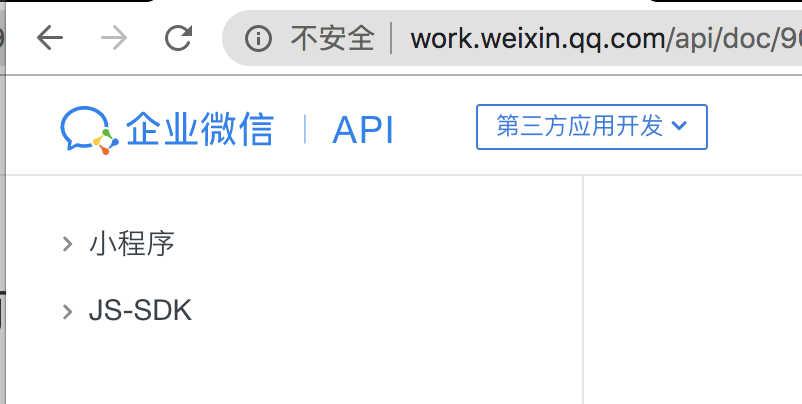 不安全 | work.weixin.qq.com/api/doc/90
企业微信 | API 第三方应用开发
小程序
JS-SDK